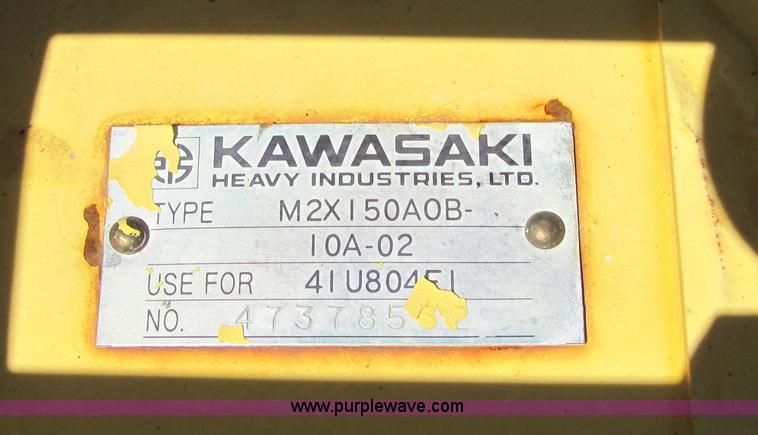 KAWASAKI
HEAVY INDUSTRIES, LTD.
TYPE M2X150A0B-
10A-02
USE FOR
NO.
www.purplewave.com